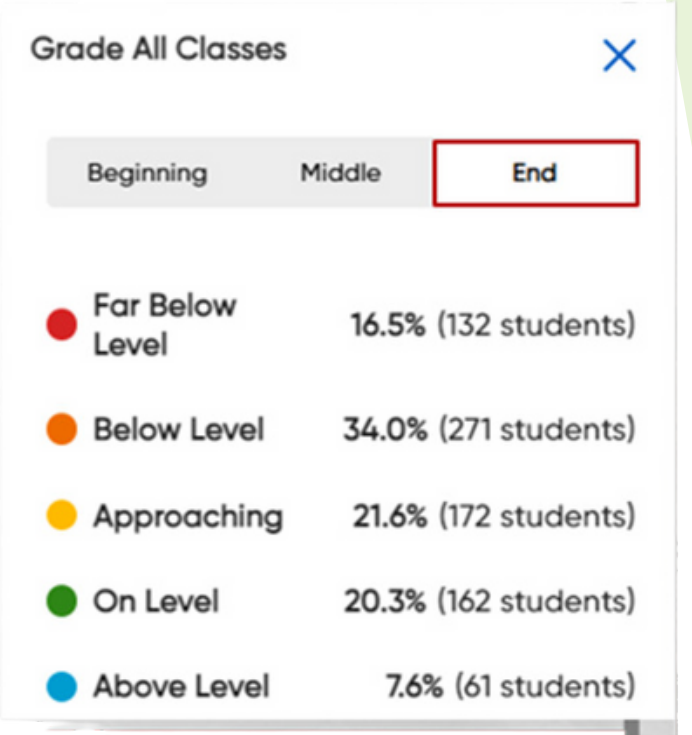 Grade All Classes
Beginning Middle End
Far Below
Level
16.5% (132 students)
Below Level 34.0% (271 students)
Approaching 21.6% (172 students)
On Level 20.3% (162 students)
Above Level 7.6% (61 students)